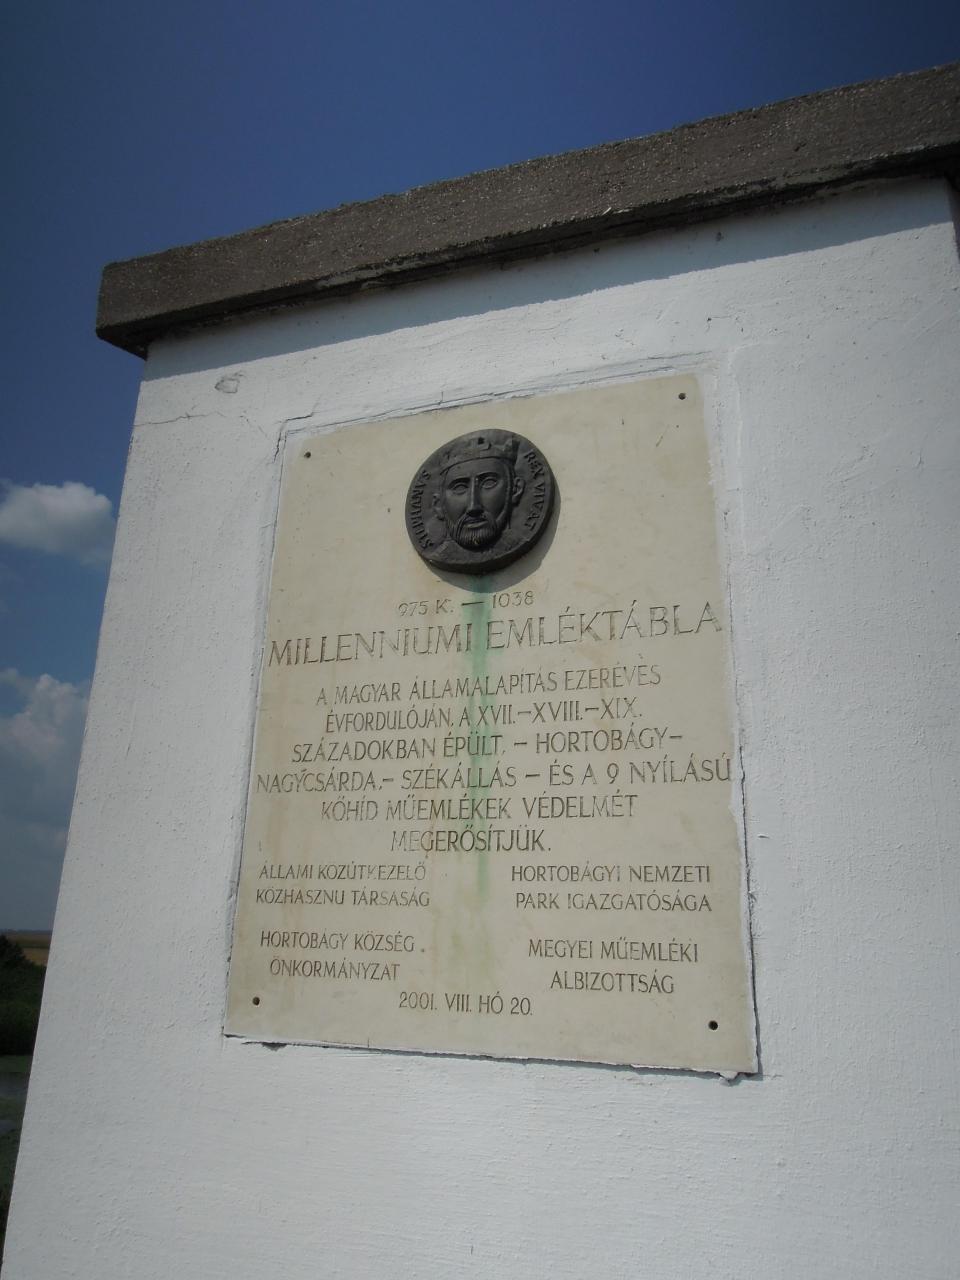 STEPHANVS REX VIVAT
975 K. – 1038
MILLENNIUMI EMLÉKTÁBLA
A MAGYAR ÁLLAMALAPÍTÁS EZERÉVES
ÉVFORDULÓJÁN, A XVII.-XVIII.-XIX.
SZÁZADOKBAN ÉPÜLT, – HORTOBÁGY –
NAGYCSÁRDA,- SZÉKÁLLÁS – ÉS A 9 NYÍLÁSÚ
KŐHÍD MŰEMLÉKEK VÉDELMÉT
MEGERŐSÍTJÜK.
ÁLLAMI KÖZÚTKEZELŐ
KÖZHASZNU TÁRSASÁG
HORTOBÁGYI NEMZETI
PARK IGAZGATÓSÁGA
HORTOBÁGY KÖZSÉG
ÖNKORMÁNYZAT
MEGYEI MŰEMLÉKI
ALBIZOTTSÁG
2001. VIII. HÓ 20.